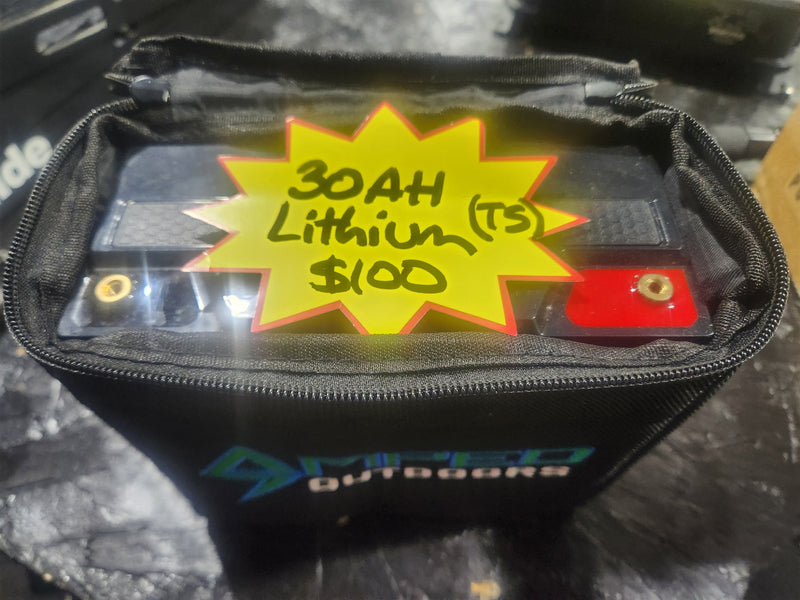 30AH
Lithium (TS)
$100
AMPED
OUTDOORS